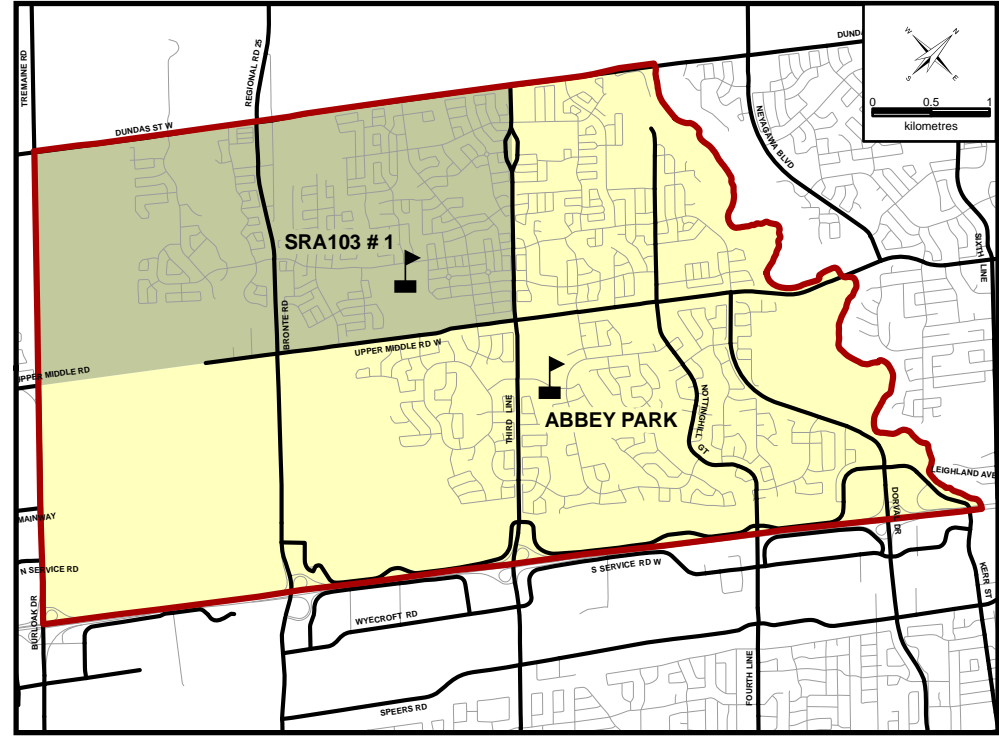 TREMAINE RD
REGIONAL RD 25
DUNDAS ST W
DUNDA
W
N
S
E
0 0.5 1
kilometres
NEYAGAWA BLVD
SIXTH LINE
SRA103 # 1
BRONTE RD
UPPER MIDDLE RD W
UPPER MIDDLE RD
THIRD LINE
ABBEY PARK
NOTTINGHILL GT
LEIGHLAND AVE
MAINWAY
DORVAL DR
N SERVICE RD
S SERVICE RD W
BURLOAK DR
WYECROFT RD
KERR ST
FOURTH LINE
SPEERS RD